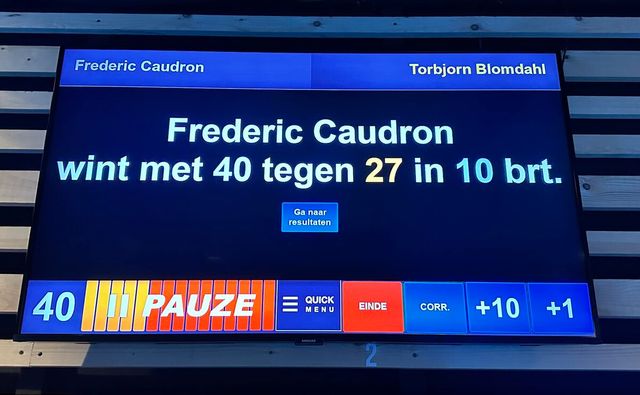 Frederic Caudron
Torbjorn Blomdahl
Frederic Caudron
wint met 40 tegen 27 in 10 brt.
Ga naar
resultaten
40
PAUZE
QUICK
MENU
EINDE
CORR.
+10
+1
2